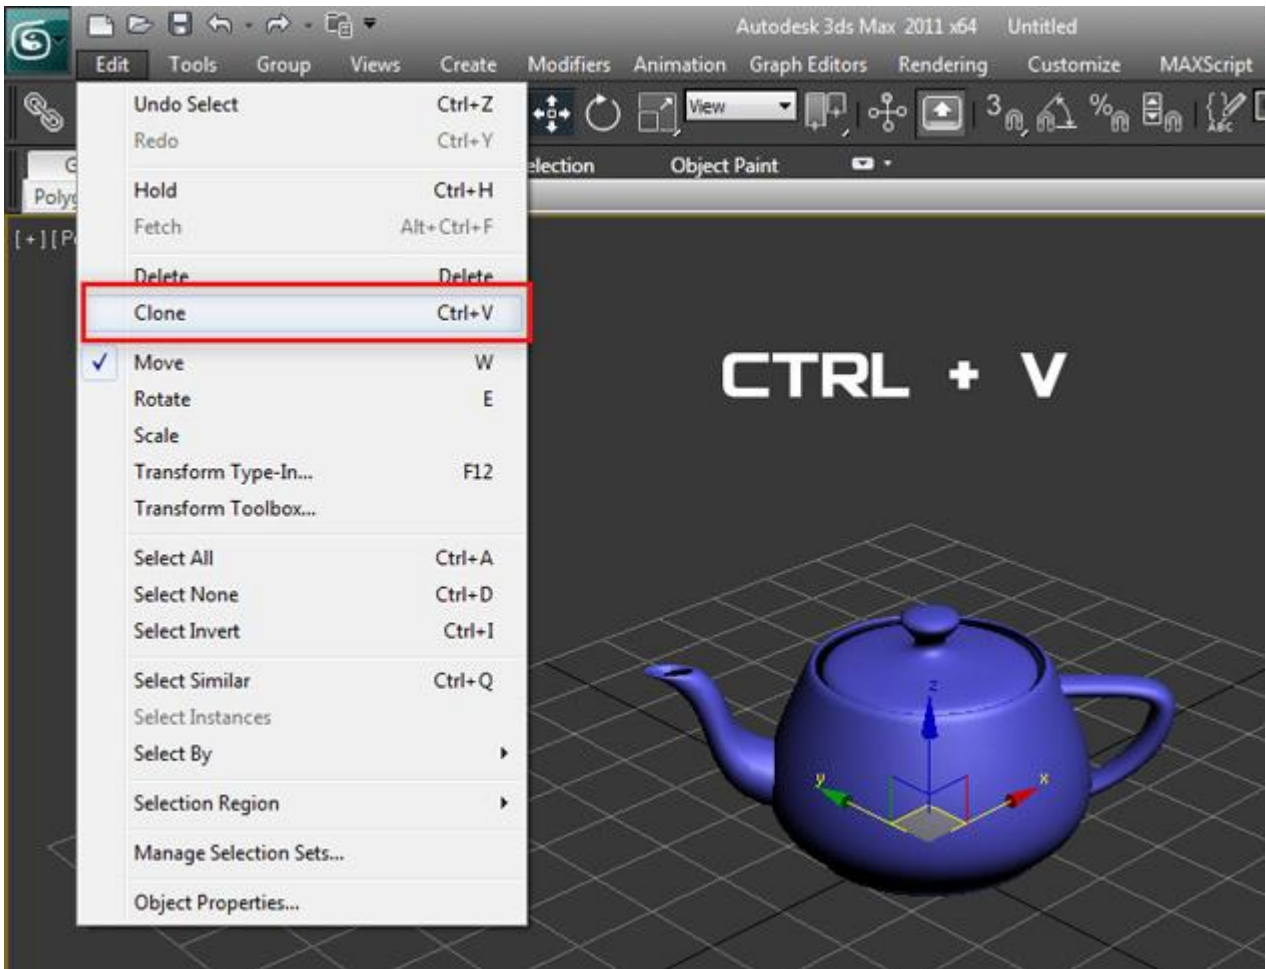 Autodesk 3ds Max 2011 x64 Untitled
Edit Tools Group Views Create Modifiers Animation Graph Editors Rendering Customize MAXScript
View
3
%
ABC
Object Paint
Undo Select Ctrl+Z
Redo Ctrl+Y
Hold Ctrl+H
Fetch Alt+Ctrl+F
Delete Delete
Clone Ctrl+V
Move W
Rotate E
Scale
Transform Type-In... F12
Transform Toolbox...
Select All Ctrl+A
Select None Ctrl+D
Select Invert Ctrl+I
Select Similar Ctrl+Q
Select Instances
Select By
Selection Region
Manage Selection Sets...
Object Properties...
CTRL + V
z
y
x